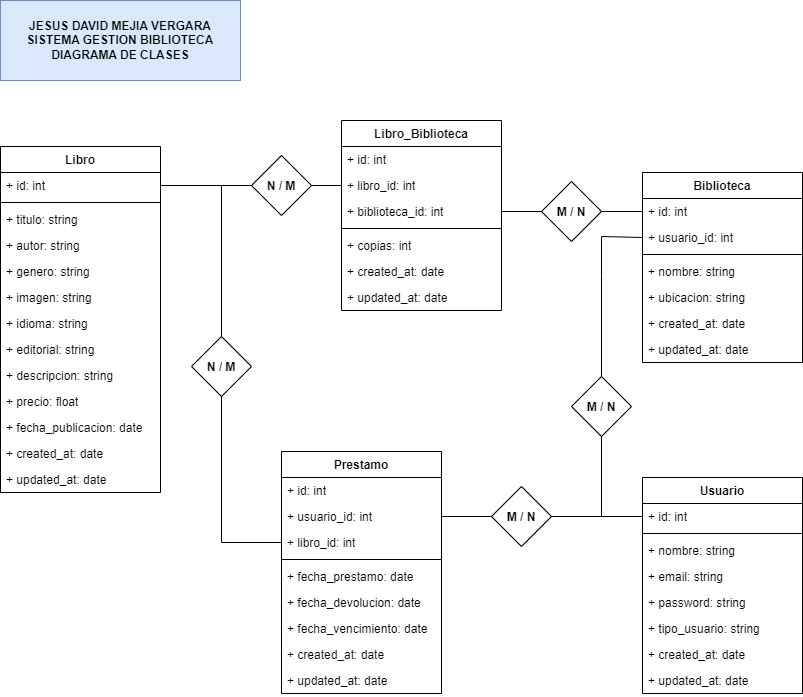 JESUS DAVID MEJIA VERGARA
SISTEMA GESTION BIBLIOTECA
DIAGRAMA DE CLASES
Libro
+ id: int
+ titulo: string
+ autor: string
+ genero: string
+ imagen: string
+ idioma: string
+ editorial: string
+ descripcion: string
+ precio: float
+ fecha_publicacion: date
+ created_at: date
+ updated_at: date
N / M
Libro_Biblioteca
+ id: int
+ libro_id: int
+ biblioteca_id: int
+ copias: int
+ created_at: date
+ updated_at: date
M / N
Biblioteca
+ id: int
+ usuario_id: int
+ nombre: string
+ ubicacion: string
+ created_at: date
+ updated_at: date
N / M
M / N
Prestamo
+ id: int
+ usuario_id: int
+ libro_id: int
+ fecha_prestamo: date
+ fecha_devolucion: date
+ fecha_vencimiento: date
+ created_at: date
+ updated_at: date
M / N
Usuario
+ id: int
+ nombre: string
+ email: string
+ password: string
+ tipo_usuario: string
+ created_at: date
+ updated_at: date